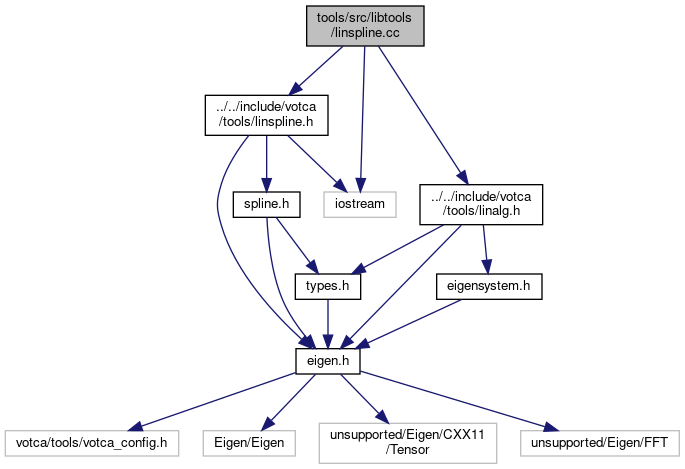 tools/src/libtools
/linspline.cc
../../include/votca
/tools/linspline.h
spline.h
iostream
../../include/votca
/tools/linalg.h
types.h
eigensystem.h
eigen.h
votca/tools/votca_config.h
Eigen/Eigen
unsupported/Eigen/CXX11
/Tensor
unsupported/Eigen/FFT